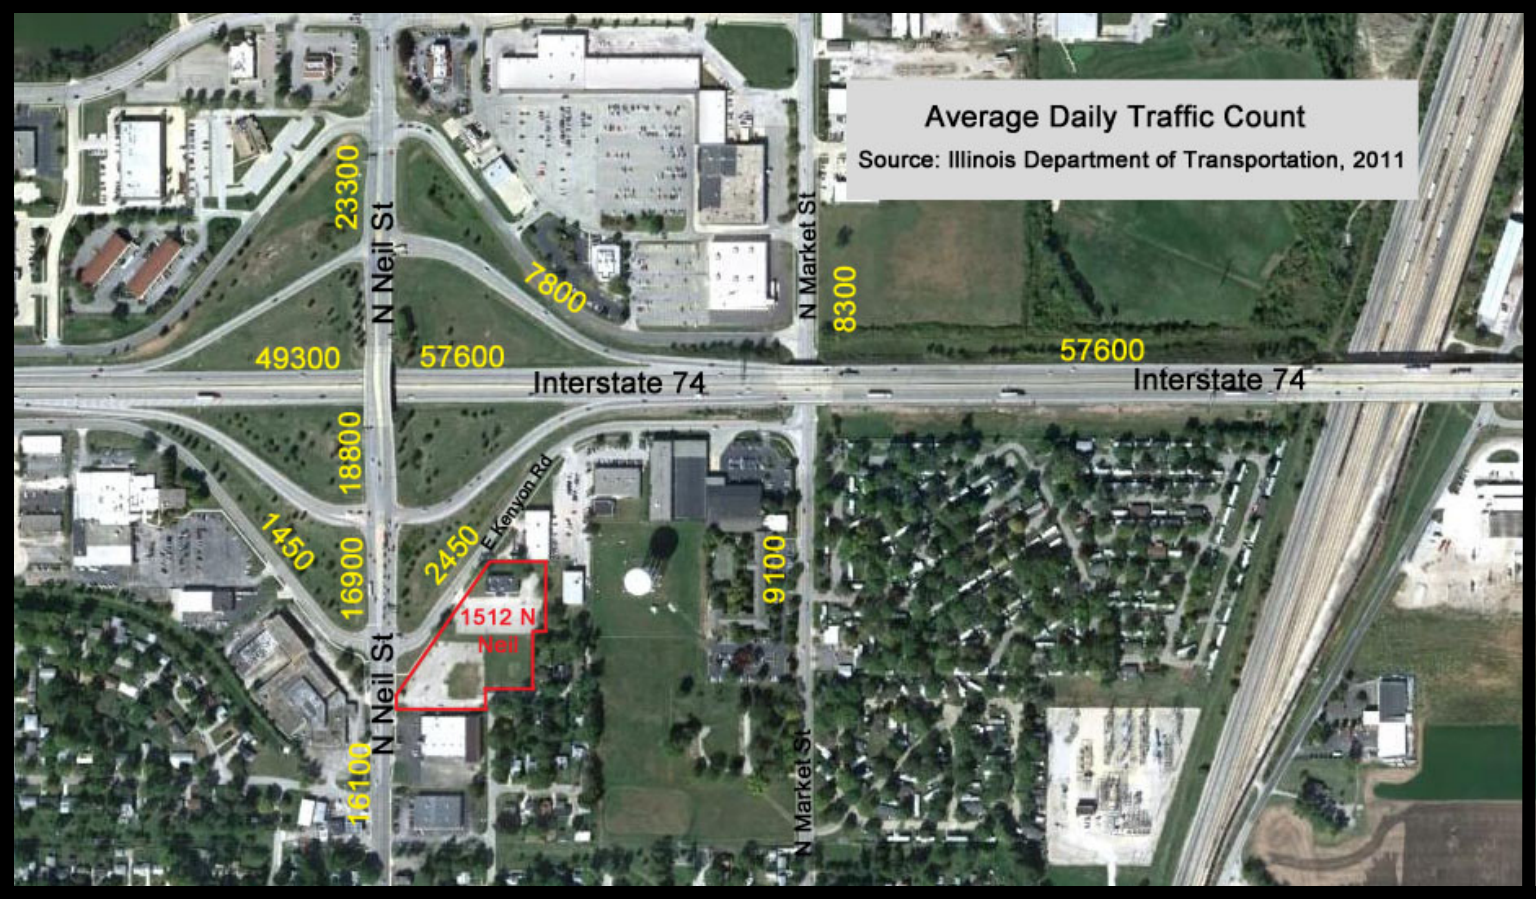 Average Daily Traffic Count
Source: Illinois Department of Transportation, 2011
23300
N Neil St
7800
N Market St
8300
49300
57600
Interstate 74
57600
Interstate 74
18800
1450
16900
2450
E Kenyon Rd
9100
1512 N
Neil
N Neil St
16100
N Market St